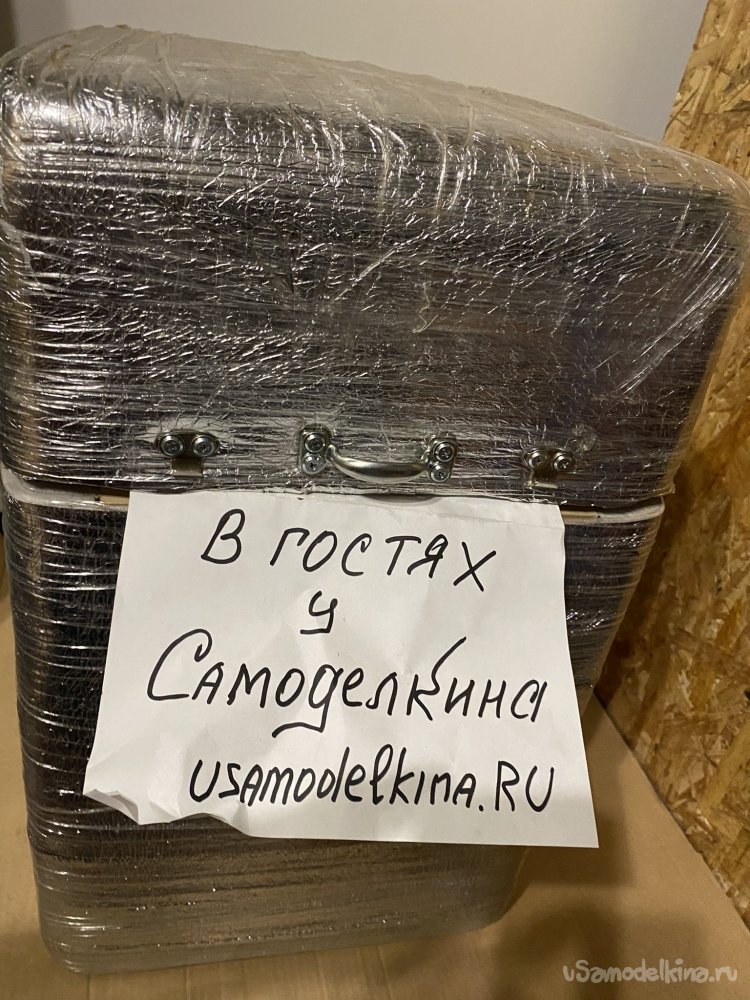 В гостях
у
Самоделкина
usamodelkina.RU
uSamodelkina.ru